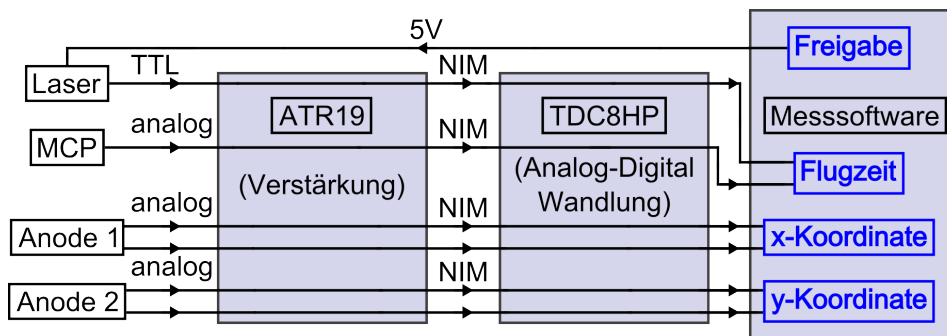 5V
Freigabe
TTL
NIM
Laser
ATR19
TDC8HP
Messsoftware
analog
NIM
MCP
(Verstärkung)
(Analog-Digital
Wandlung)
Flugzeit
analog
NIM
Anode 1
x-Koordinate
analog
NIM
Anode 2
y-Koordinate